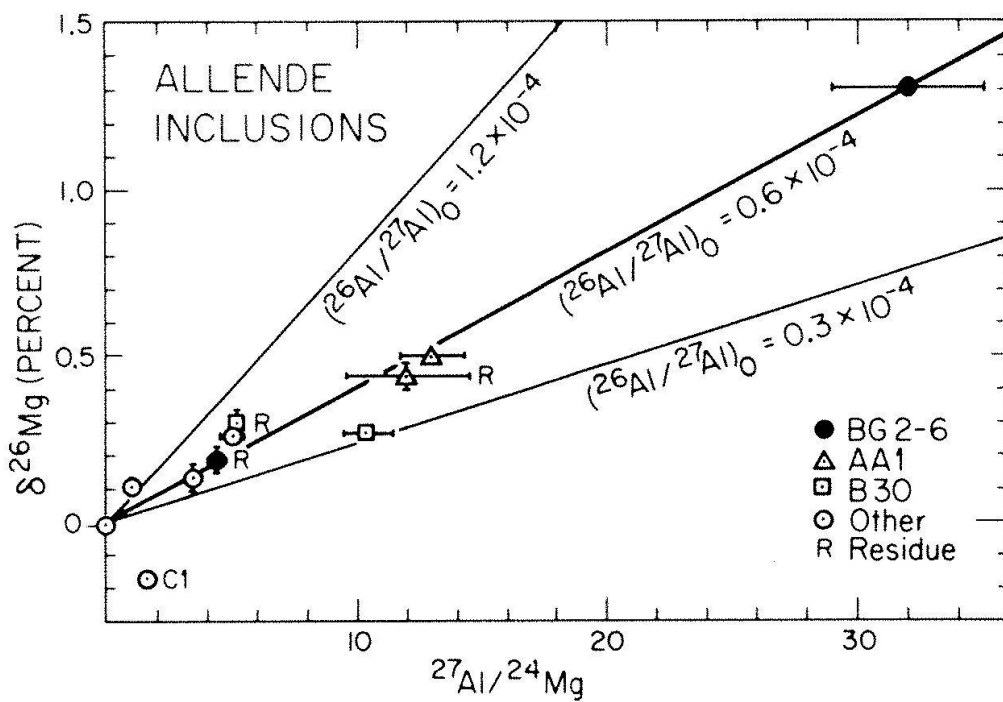 ALLENDE
INCLUSIONS
δ²⁶Mg (PERCENT)
1.5
1.0
0.5
0
(²⁶Al/²⁷Al)₀ = 1.2 × 10⁻⁴
(²⁶Al/²⁷Al)₀ = 0.6 × 10⁻⁴
(²⁶Al/²⁷Al)₀ = 0.3 × 10⁻⁴
R
R
R
C1
BG 2-6
AA1
B 30
Other
R Residue
10
20
30
²⁷Al/²⁴Mg